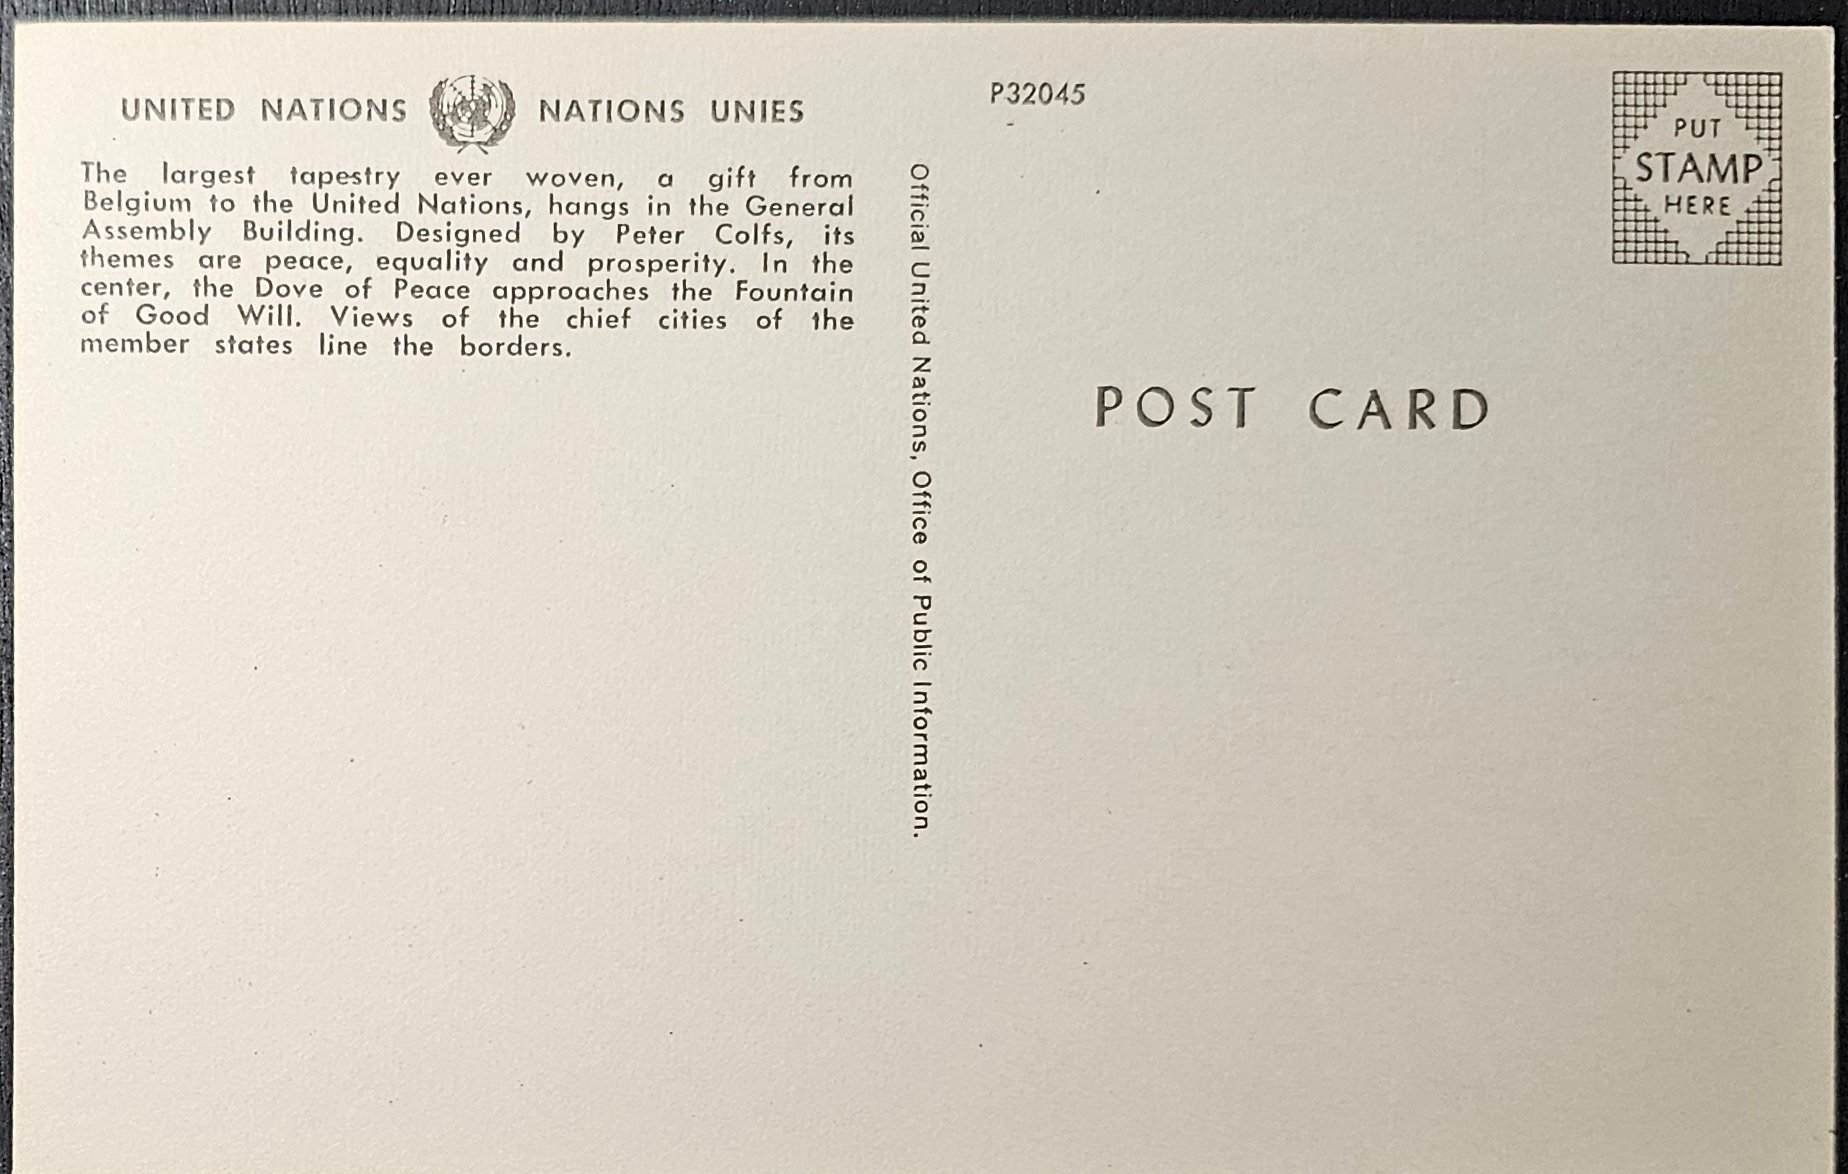 UNITED NATIONS NATIONS UNIES
The largest tapestry ever woven, a gift from
Belgium to the United Nations, hangs in the General
Assembly Building. Designed by Peter Colfs, its
themes are peace, equality and prosperity. In the
center, the Dove of Peace approaches the Fountain
of Good Will. Views of the chief cities of the
member states line the borders.
Official United Nations, Office of Public Information.
P32045
PUT
STAMP
HERE
POST CARD